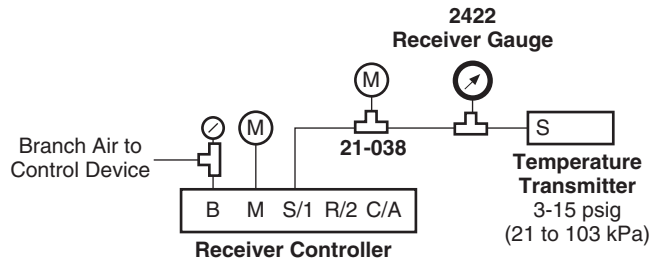 2422
Receiver Gauge
M
M
S
21-038
Branch Air to
Control Device
Temperature
Transmitter
3-15 psig
(21 to 103 kPa)
B M S/1 R/2 C/A
Receiver Controller